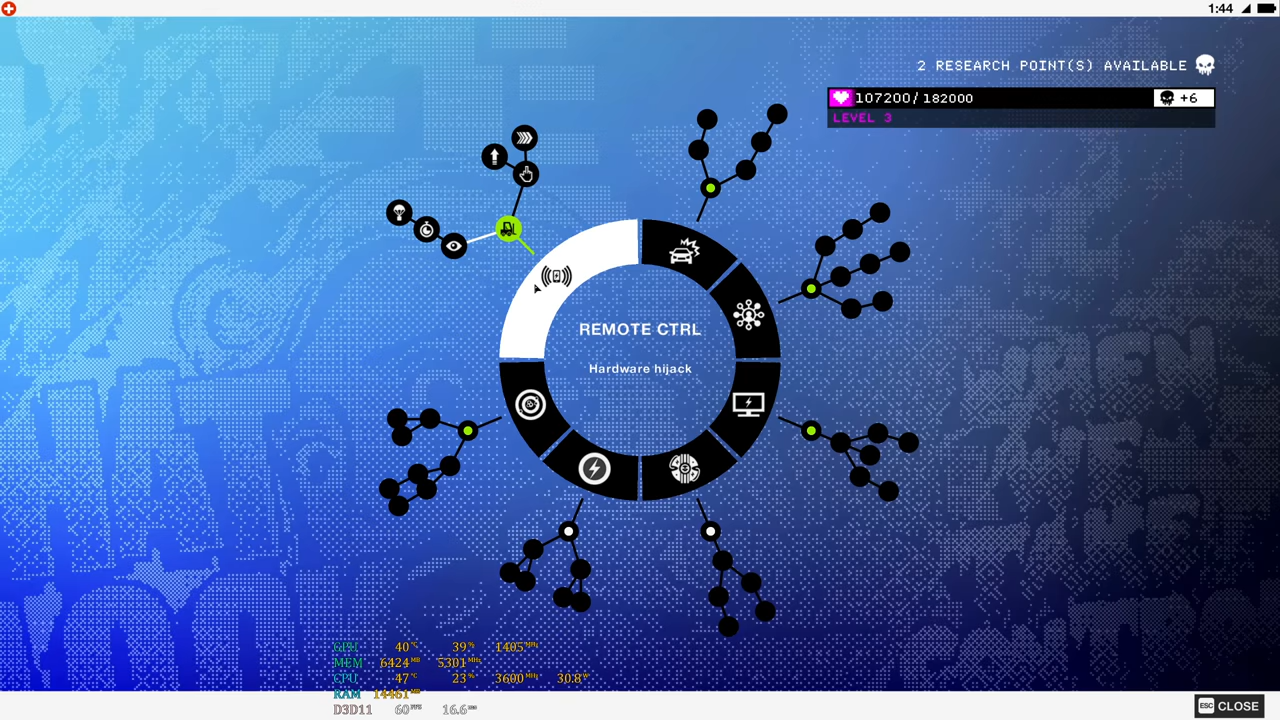 1:44
2 RESEARCH POINT(S) AVAILABLE
107200/182000 +6
LEVEL 3
REMOTE CTRL
Hardware hijack
GPU 40°C 39% 1405MHz
MEM 6424MB 5301MHz
CPU 47°C 23% 3600MHz 30.8W
RAM 14461MB
D3D11 60FPS 16.6ms
ESC CLOSE